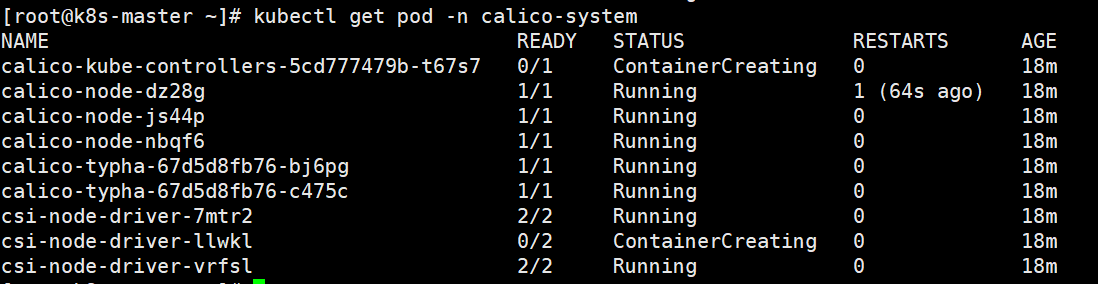 [root@k8s-master ~]# kubectl get pod -n calico-system
NAME READY STATUS RESTARTS AGE
calico-kube-controllers-5cd777479b-t67s7 0/1 ContainerCreating 0 18m
calico-node-dz28g 1/1 Running 1 (64s ago) 18m
calico-node-js44p 1/1 Running 0 18m
calico-node-nbqf6 1/1 Running 0 18m
calico-typha-67d5d8fb76-bj6pg 1/1 Running 0 18m
calico-typha-67d5d8fb76-c475c 1/1 Running 0 18m
csi-node-driver-7mtr2 2/2 Running 0 18m
csi-node-driver-llwkl 0/2 ContainerCreating 0 18m
csi-node-driver-vrfsl 2/2 Running 0 18m